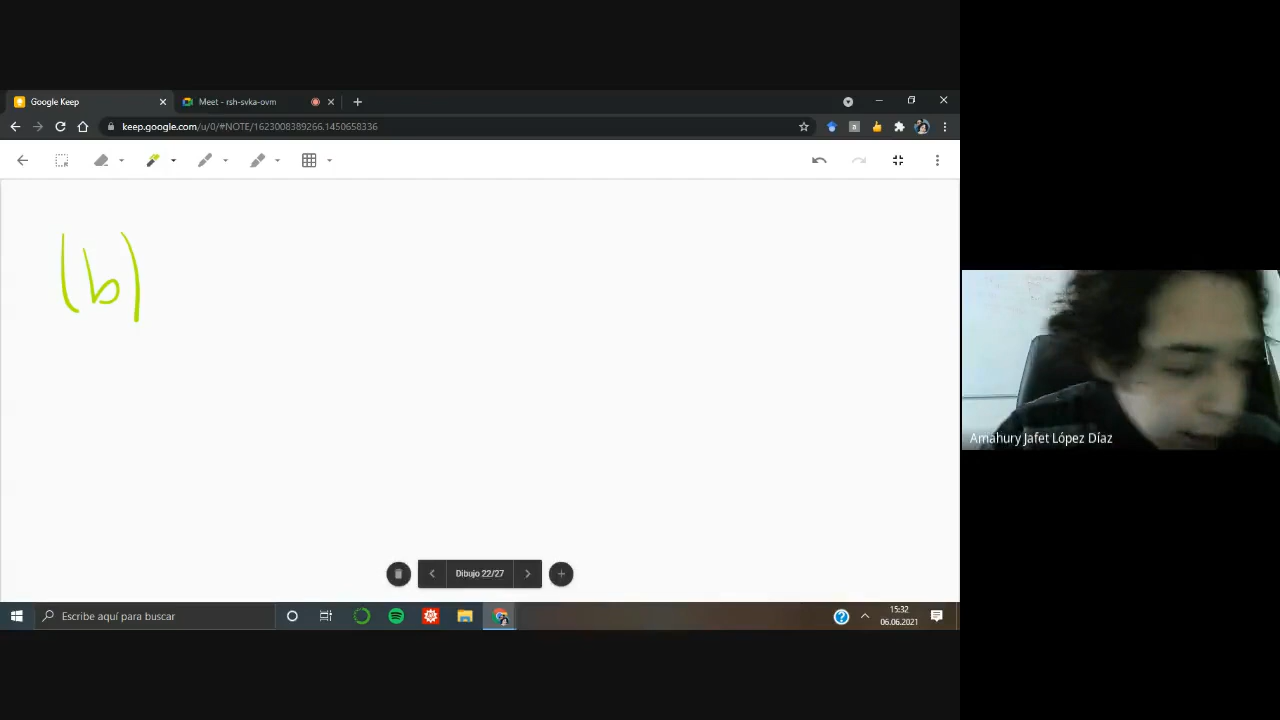 Google Keep
Meet - rsh-svka-ovm
keep.google.com/u/0/#NOTE/1623008389266.1450658336
(b)
Amahury Jafet López Díaz
Dibujo 22/27
Escribe aquí para buscar
15:32
06.06.2021